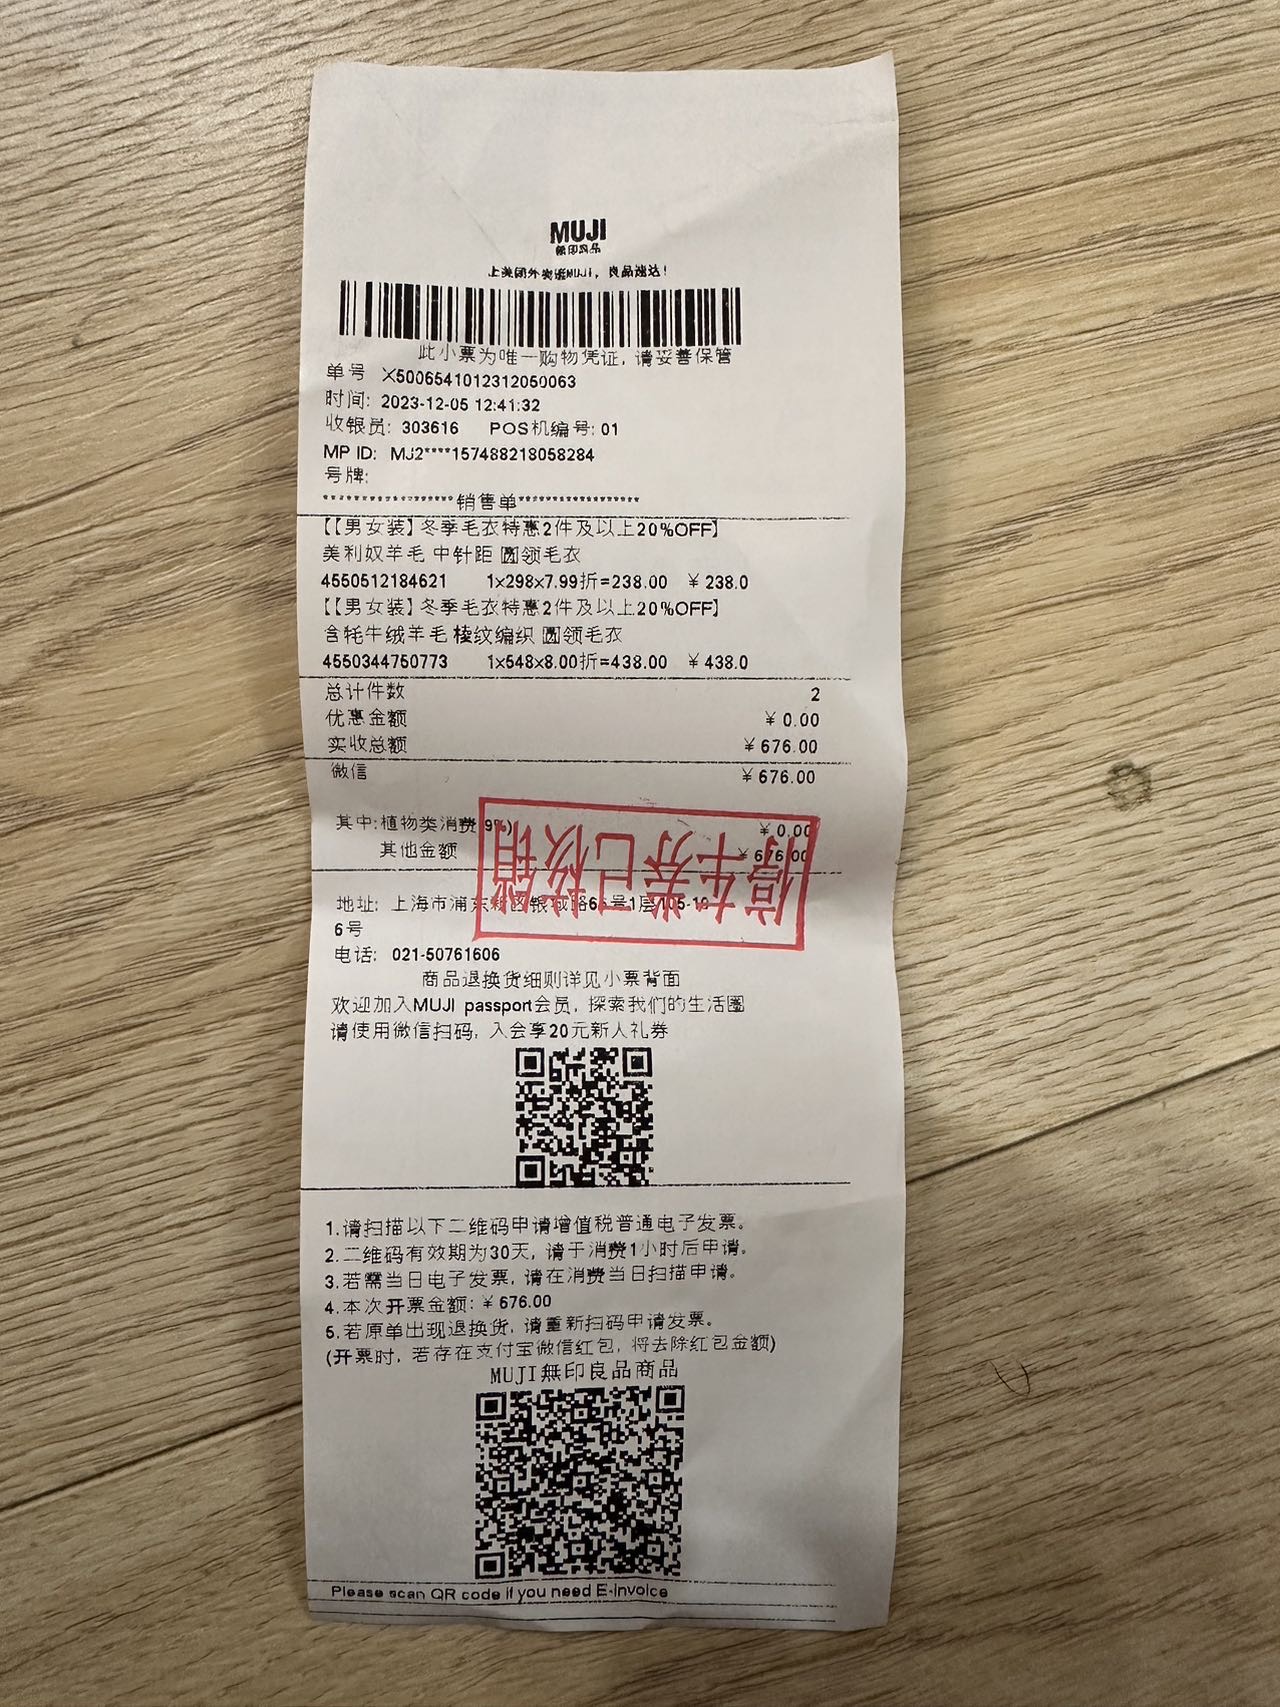 MUJI
無印良品
上美团外卖逛MUJI，良品速达！
此小票为唯一购物凭证，请妥善保管
单号 X5006541012312050063
时间: 2023-12-05 12:41:32
收银员: 303616 POS机编号: 01
MP ID: MJ2****157488218058284
号牌:
*******************销售单******************
【【男女装】冬季毛衣特惠2件及以上20%OFF】
美利奴羊毛 中针距 圆领毛衣
4550512184621 1x298x7.99折=238.00 ￥238.0
【【男女装】冬季毛衣特惠2件及以上20%OFF】
含牦牛绒羊毛 棱纹编织 圆领毛衣
4550344750773 1x548x8.00折=438.00 ￥438.0
总计件数 2
优惠金额 ￥0.00
实收总额 ￥676.00
微信 ￥676.00
其中:植物类消费 9%) ￥0.00
其他金额 ￥676.00
停车券已核销
地址: 上海市浦东新区银城路66号1层105-10
6号
电话: 021-50761606
商品退换货细则详见小票背面
欢迎加入MUJI passport会员，探索我们的生活圈
请使用微信扫码，入会享20元新人礼券
1.请扫描以下二维码申请增值税普通电子发票。
2.二维码有效期为30天，请于消费1小时后申请。
3.若需当日电子发票，请在消费当日扫描申请。
4.本次开票金额:￥676.00
5.若原单出现退换货，请重新扫码申请发票。
(开票时，若存在支付宝微信红包，将去除红包金额)
MUJI無印良品商品
Please scan QR code if you need E-invoice